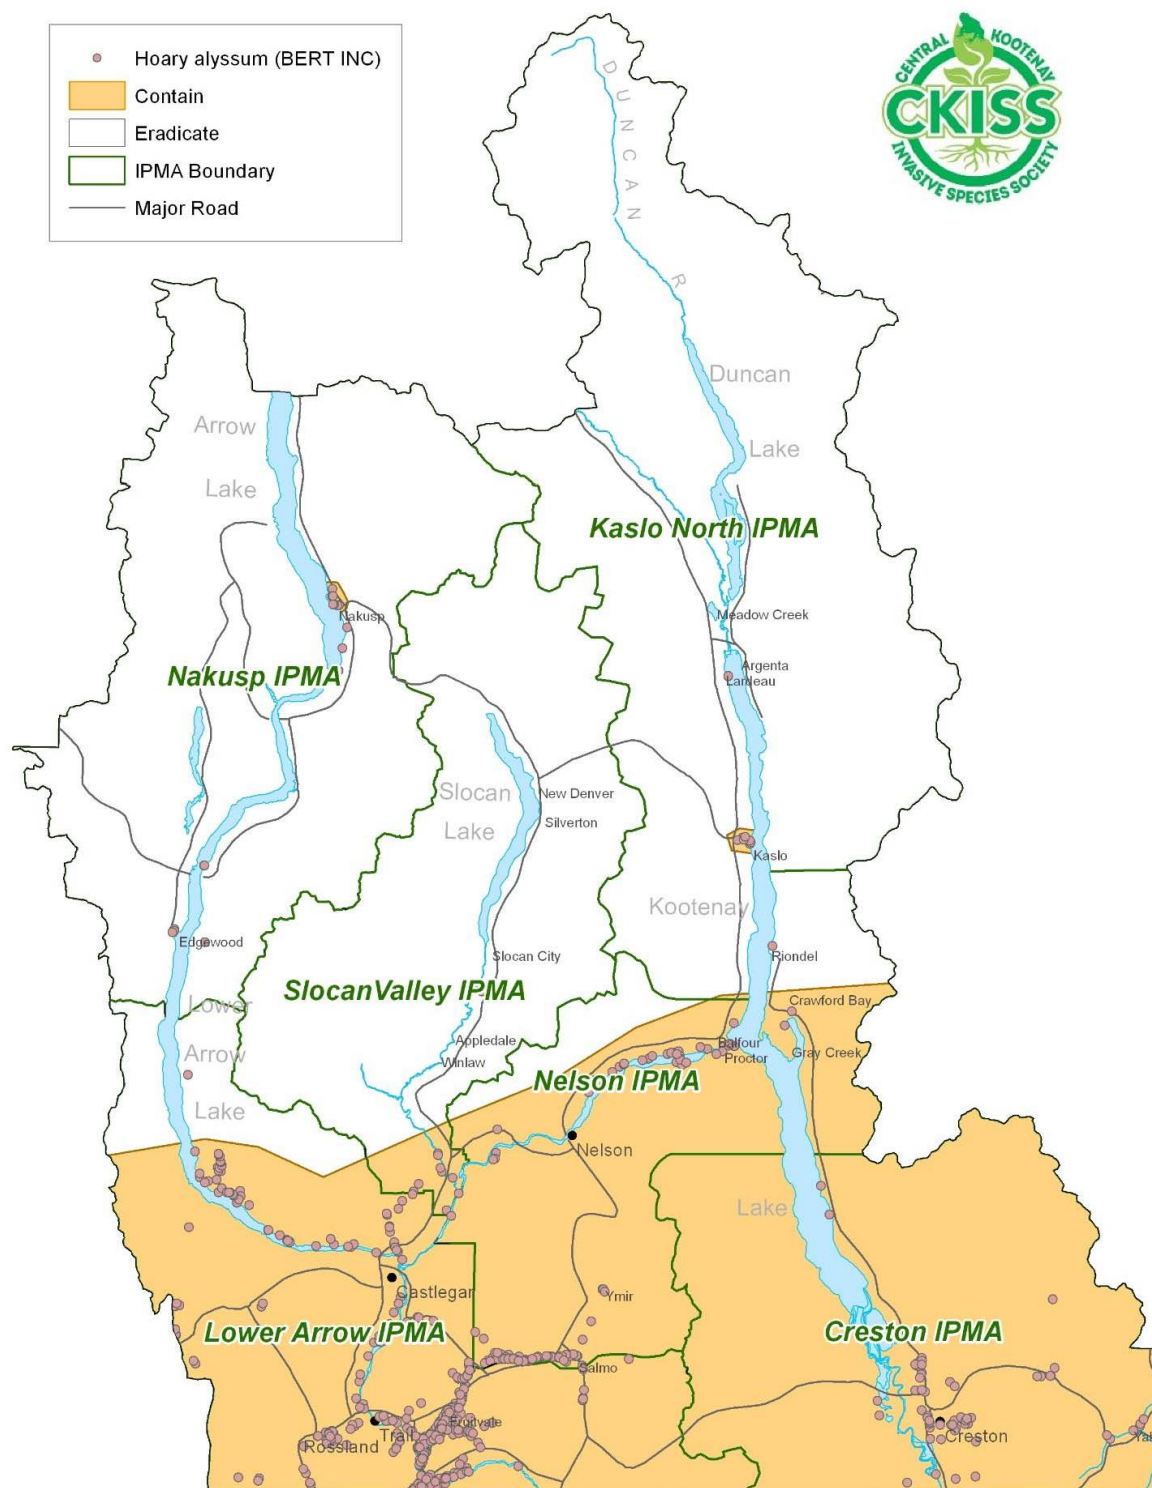 Hoary alyssum (BERT INC)
Contain
Eradicate
IPMA Boundary
Major Road
CENTRAL KOOTENAY
CKISS
INVASIVE SPECIES SOCIETY
DUNCAN R
Duncan
Lake
Arrow
Lake
Kaslo North IPMA
Nakusp
Meadow Creek
Argenta
Lardeau
Nakusp IPMA
Slocan
Lake
New Denver
Silverton
Kaslo
Kootenay
Edgewood
Slocan City
Riondel
SlocanValley IPMA
Crawford Bay
Lower
Arrow
Lake
Appledale
Winlaw
Balfour
Proctor
Gray Creek
Nelson IPMA
Nelson
Lake
Castlegar
Ymir
Lower Arrow IPMA
Creston IPMA
Salmo
Fruitvale
Trail
Rossland
Creston